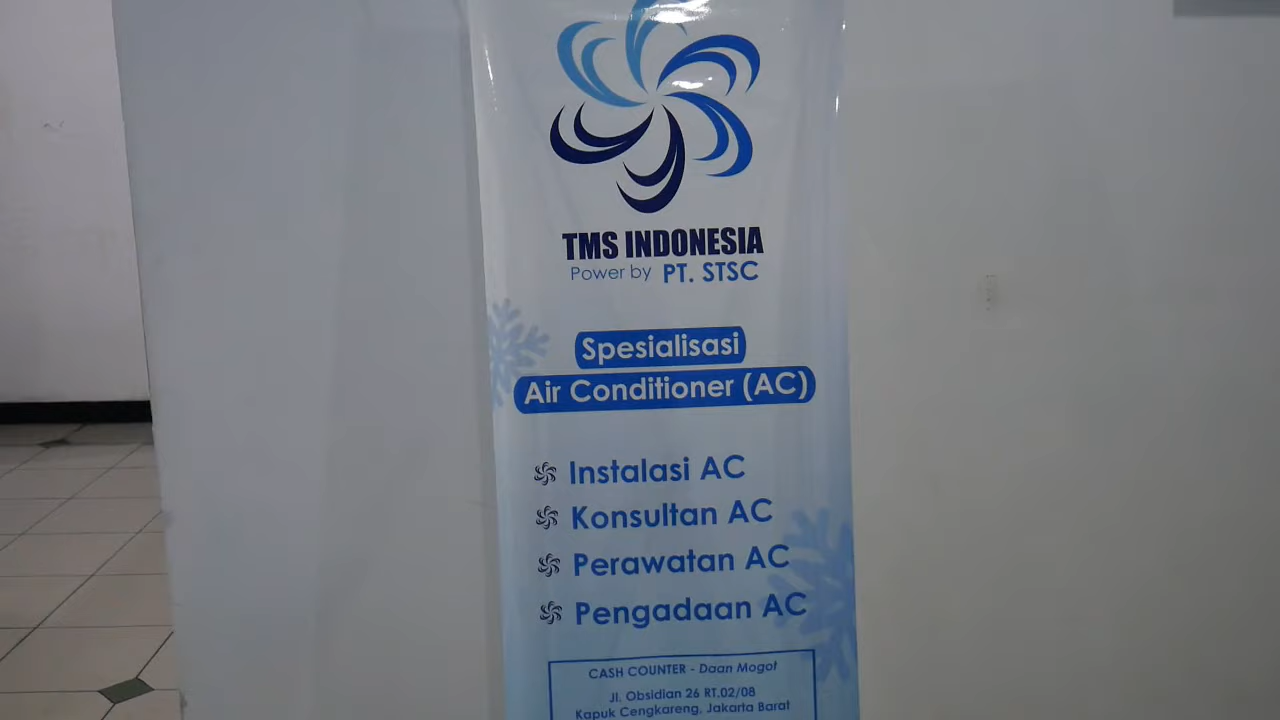 TMS INDONESIA
Power by PT. STSC
Spesialisasi
Air Conditioner (AC)
Instalasi AC
Konsultan AC
Perawatan AC
Pengadaan AC
CASH COUNTER - Daan Mogot
Jl. Obsidian 26 RT.02/08
Kapuk Cengkareng, Jakarta Barat